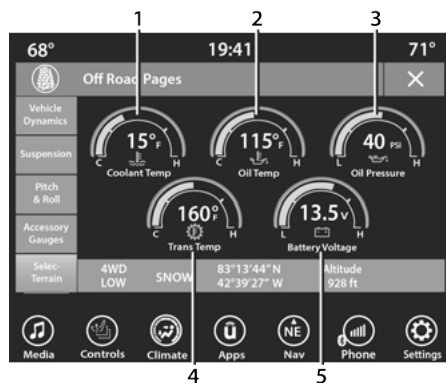 1 2 3
68° 19:41 71°
Off Road Pages
Vehicle
Dynamics
Suspension
Pitch
& Roll
Accessory
Gauges
Selec-
Terrain
15°F
C H
Coolant Temp
115°F
C H
Oil Temp
40 PSI
L H
Oil Pressure
160°F
C H
Trans Temp
13.5v
L H
Battery Voltage
4WD
LOW
SNOW
83°13'44" N
42°39'27" W
Altitude
928 ft
Media Controls Climate Apps Nav Phone Settings
û
NE
4 5